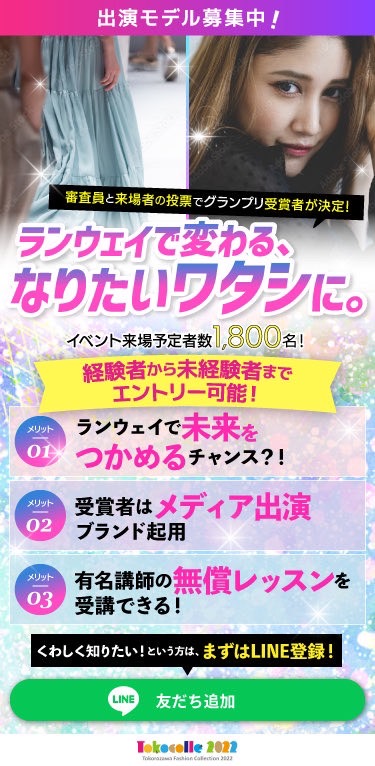 出演モデル募集中!
審査員と来場者の投票でグランプリ受賞者が決定!
ランウェイで変わる、
なりたいワタシに。
イベント来場予定者数1,800名!
経験者から未経験者まで
エントリー可能!
メリット
01
ランウェイで未来を
つかめるチャンス?!
メリット
02
受賞者はメディア出演
ブランド起用
メリット
03
有名講師の無償レッスンを
受講できる!
くわしく知りたい!という方は、まずはLINE登録!
LINE
友だち追加
Tokocolle 2022
Tokorozawa Fashion Collection 2022